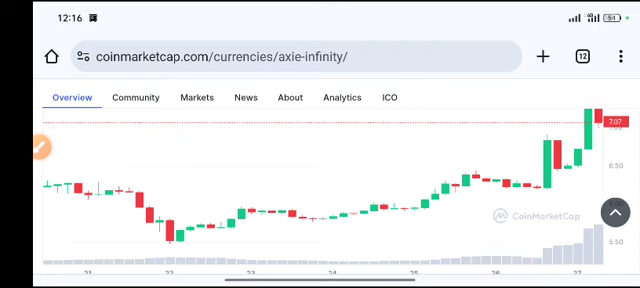 12:16
54
coinmarketcap.com/currencies/axie-infinity/
12
Overview Community Markets News About Analytics ICO
7.07
6.50
CoinMarketCap
5.50
21 22 23 24 25 26 27